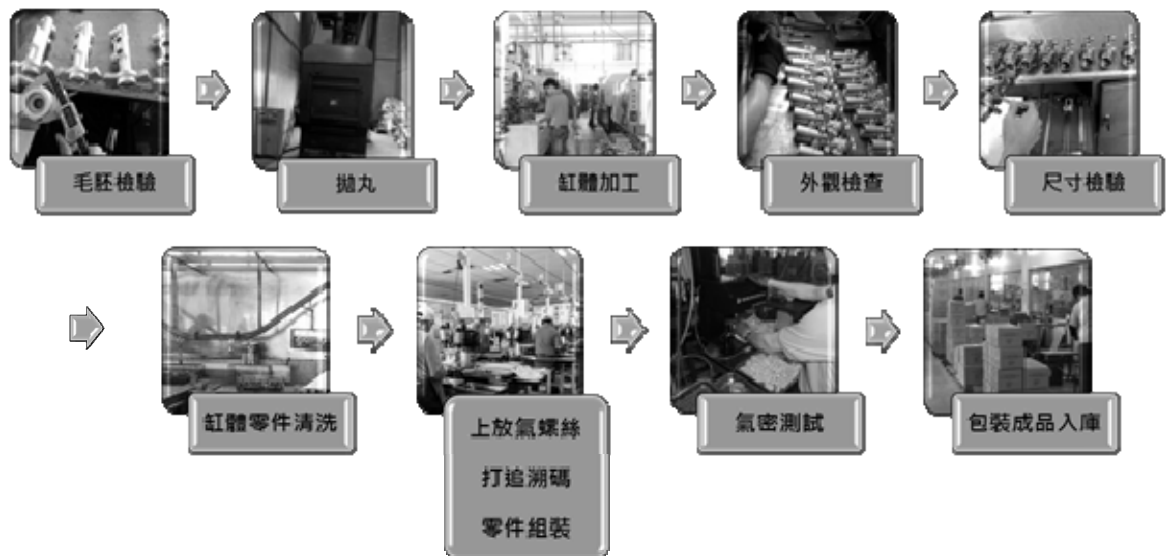 毛胚檢驗
拋丸
缸體加工
外觀檢查
尺寸檢驗
缸體零件清洗
上放氣螺絲
打追溯碼
零件組裝
氣密測試
包裝成品入庫